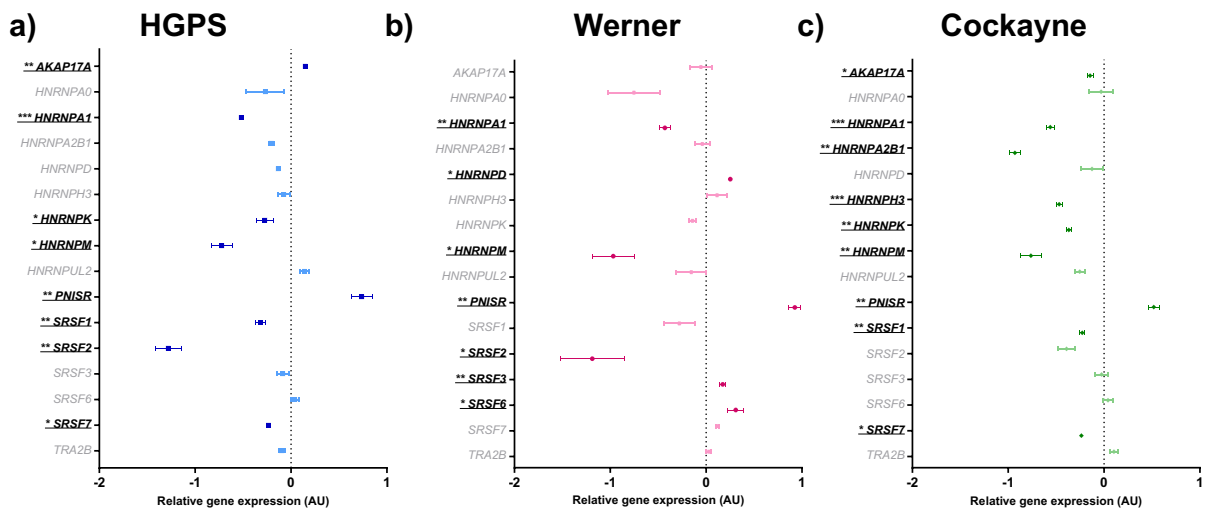 a) HGPS
** AKAP17A
HNRNPA0
*** HNRNPA1
HNRNPA2B1
HNRNPD
HNRNPH3
* HNRNPK
* HNRNPM
HNRNPUL2
** PNISR
** SRSF1
** SRSF2
SRSF3
SRSF6
* SRSF7
TRA2B
-2 -1 0 1
Relative gene expression (AU)
b) Werner
AKAP17A
HNRNPA0
** HNRNPA1
HNRNPA2B1
* HNRNPD
HNRNPH3
HNRNPK
* HNRNPM
HNRNPUL2
** PNISR
SRSF1
* SRSF2
** SRSF3
* SRSF6
SRSF7
TRA2B
-2 -1 0 1
Relative gene expression (AU)
c) Cockayne
* AKAP17A
HNRNPA0
*** HNRNPA1
** HNRNPA2B1
HNRNPD
*** HNRNPH3
** HNRNPK
** HNRNPM
HNRNPUL2
** PNISR
** SRSF1
SRSF2
SRSF3
SRSF6
* SRSF7
TRA2B
-2 -1 0 1
Relative gene expression (AU)